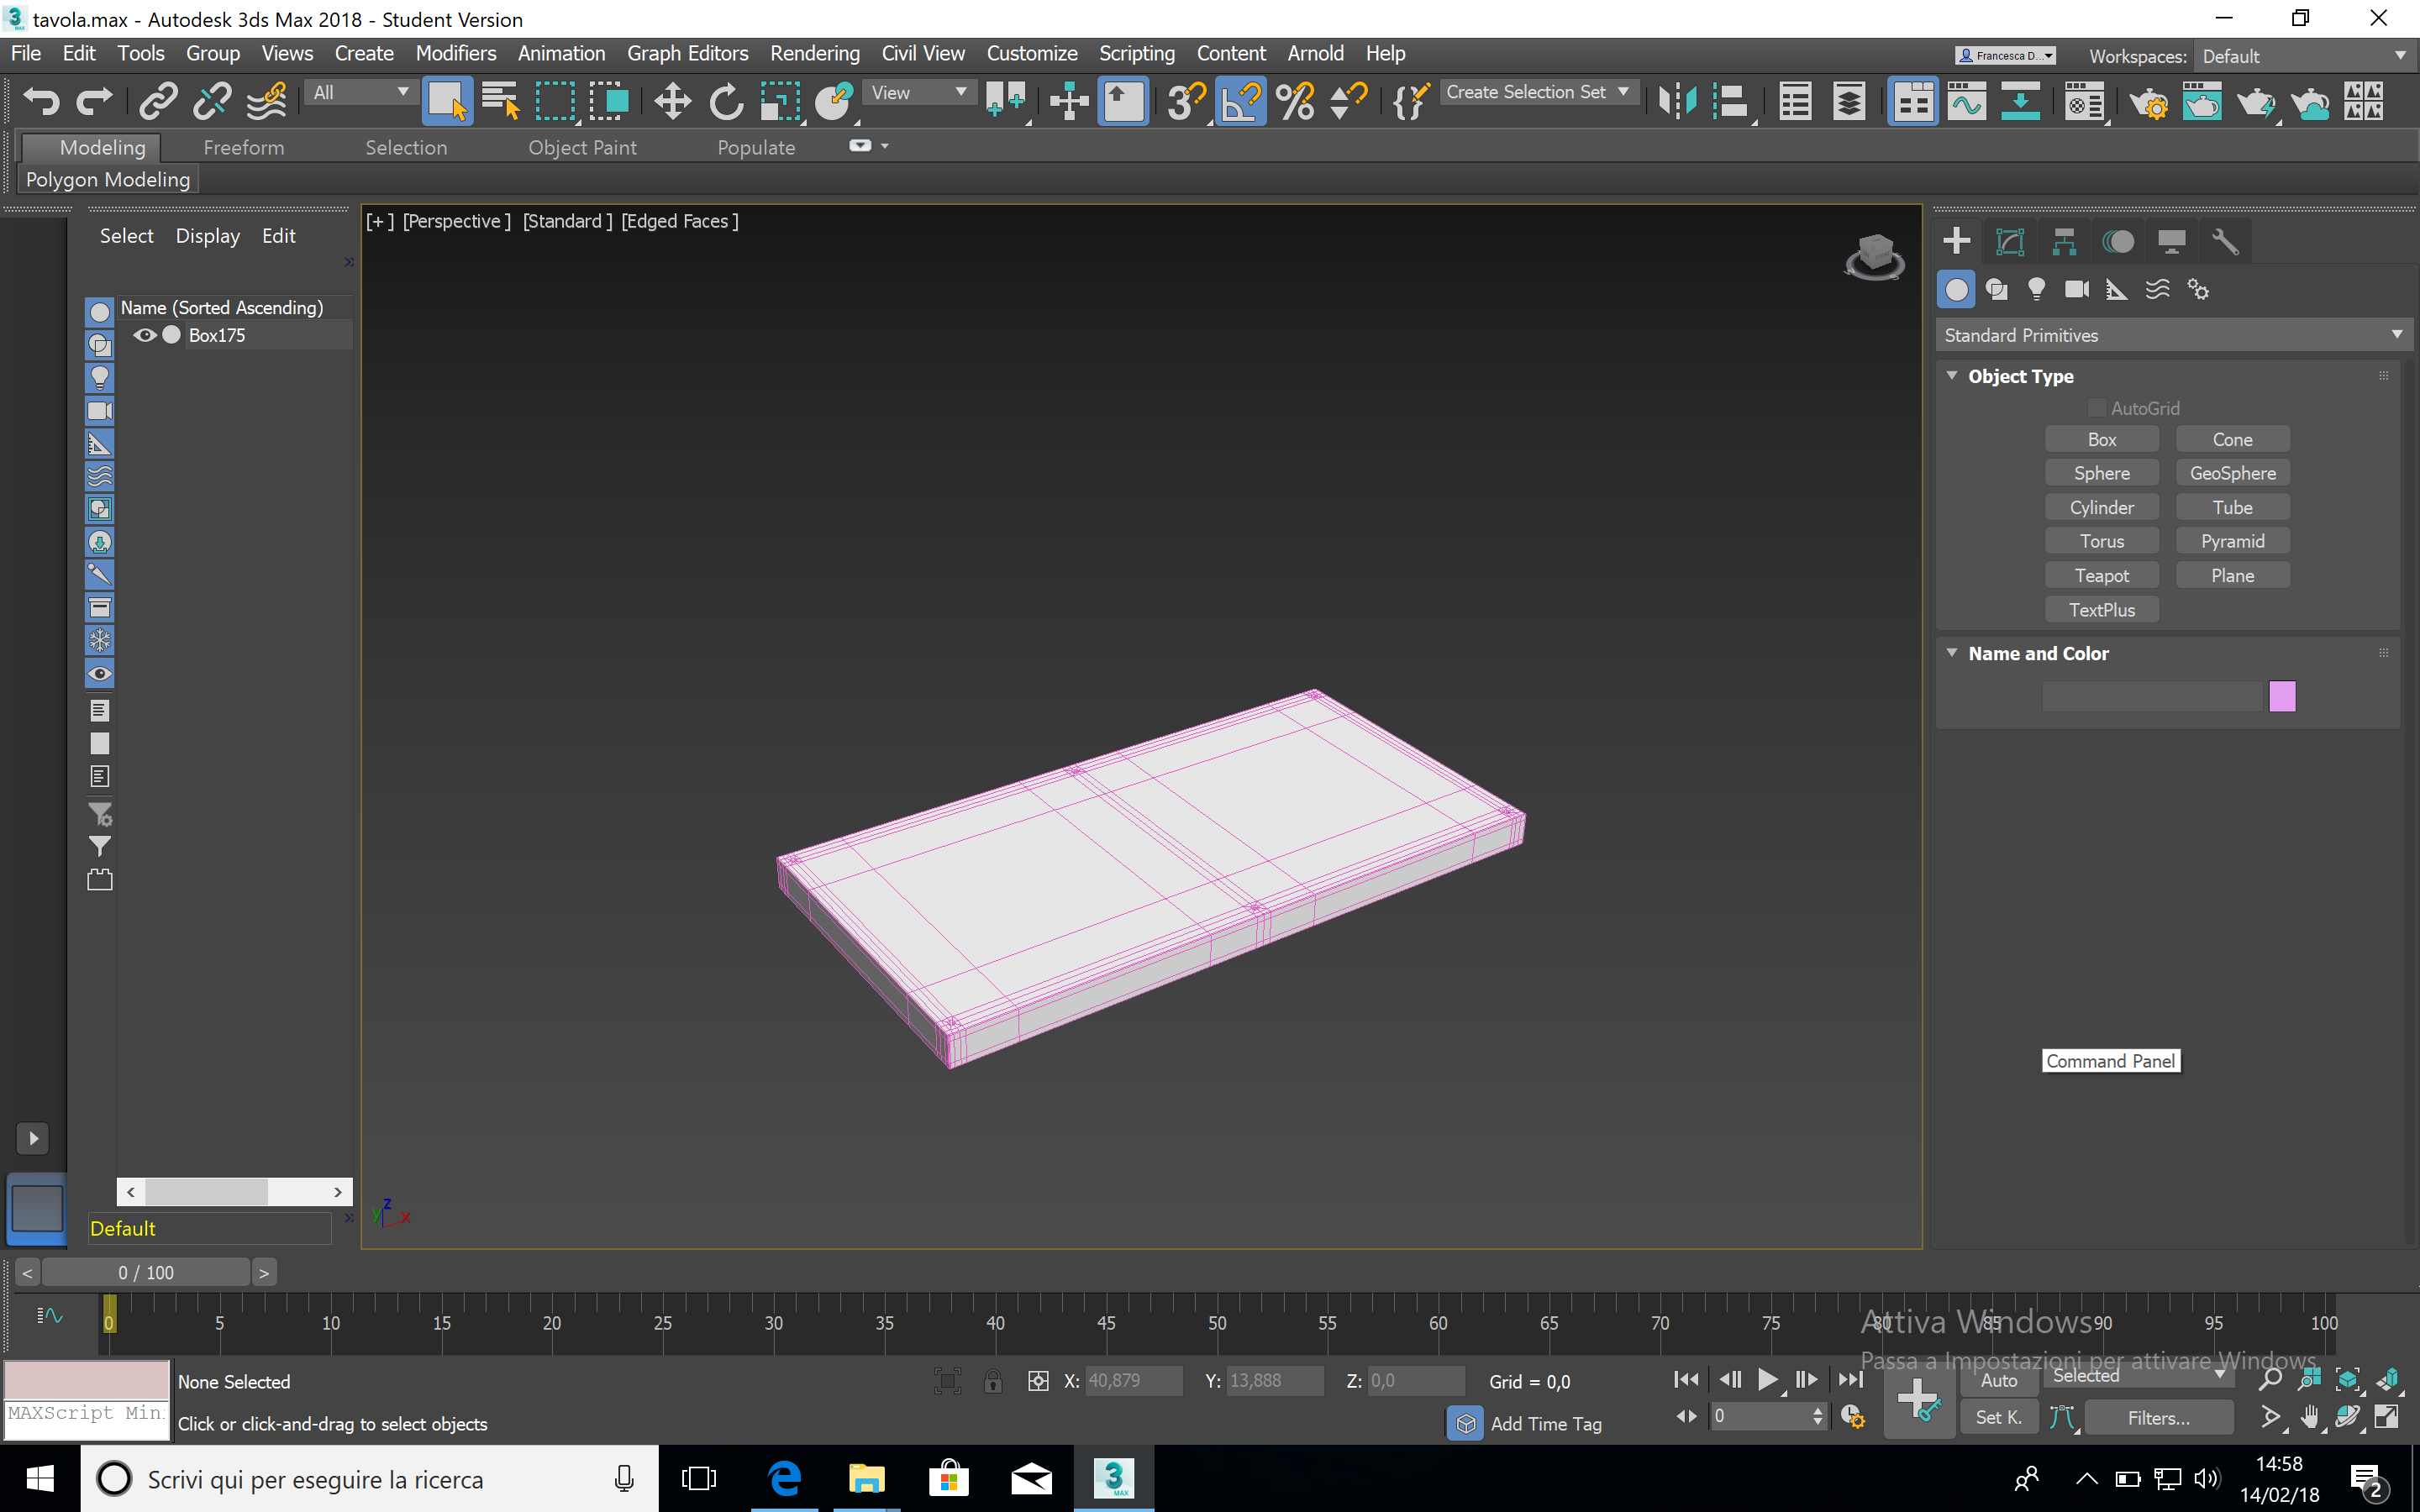 tavola.max - Autodesk 3ds Max 2018 - Student Version
File Edit Tools Group Views Create Modifiers Animation Graph Editors Rendering Civil View Customize Scripting Content Arnold Help
Francesca D...
Workspaces: Default
All
View
Create Selection Set
Modeling Freeform Selection Object Paint Populate
Polygon Modeling
Select Display Edit
Name (Sorted Ascending)
Box175
Default
[+] [Perspective] [Standard] [Edged Faces]
z
y x
Standard Primitives
Object Type
AutoGrid
Box Cone
Sphere GeoSphere
Cylinder Tube
Torus Pyramid
Teapot Plane
TextPlus
Name and Color
Command Panel
< 0 / 100 >
0 5 10 15 20 25 30 35 40 45 50 55 60 65 70 75 80 85 90 95 100
Attiva Windows
Passa a Impostazioni per attivare Windows.
None Selected
X: 40,879 Y: 13,888 Z: 0,0 Grid = 0,0
Auto Selected
MAXScript Min
Click or click-and-drag to select objects
Add Time Tag
0
Set K. Filters...
Scrivi qui per eseguire la ricerca
3
MAX
14:58
14/02/18
2